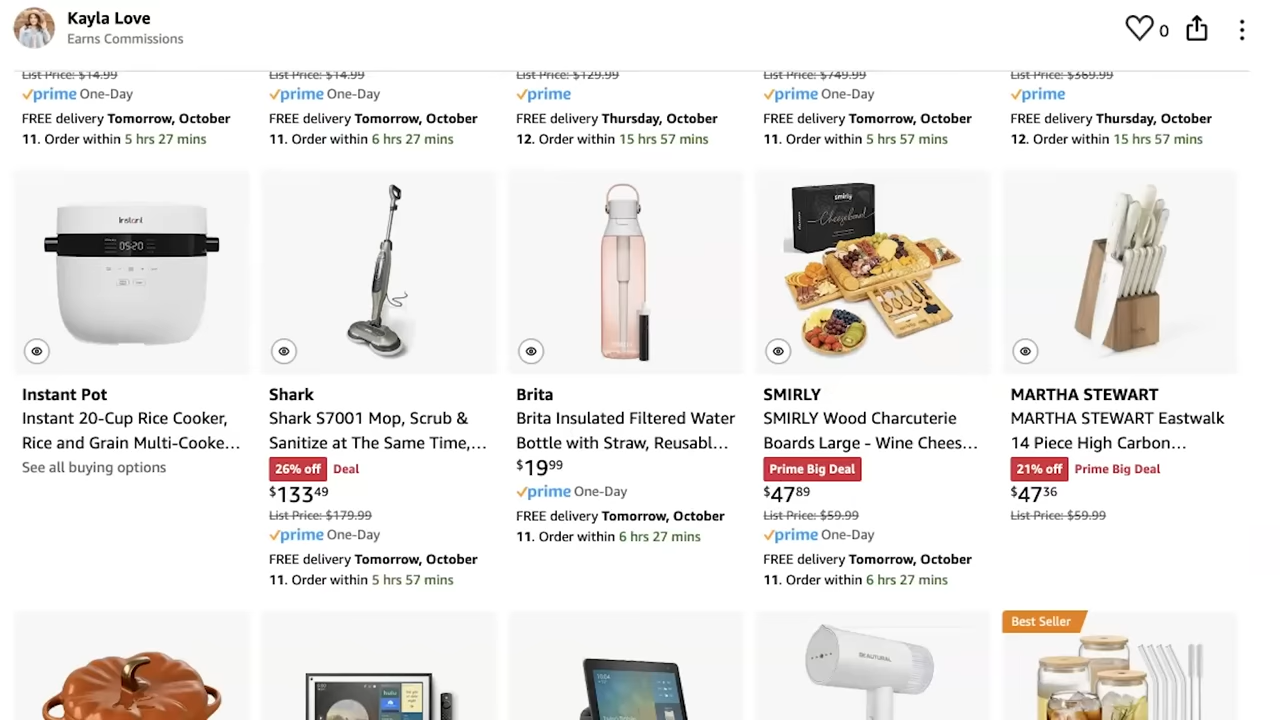 Kayla Love
Earns Commissions
0
List Price: $14.99
prime One-Day
FREE delivery Tomorrow, October
11. Order within 5 hrs 27 mins
List Price: $14.99
prime One-Day
FREE delivery Tomorrow, October
11. Order within 6 hrs 27 mins
List Price: $129.99
prime
FREE delivery Thursday, October
12. Order within 15 hrs 57 mins
List Price: $749.99
prime One-Day
FREE delivery Tomorrow, October
11. Order within 5 hrs 57 mins
List Price: $369.99
prime
FREE delivery Thursday, October
12. Order within 15 hrs 57 mins
Instant
05:20
Instant Pot
Instant 20-Cup Rice Cooker,
Rice and Grain Multi-Cooke…
See all buying options
Shark
Shark S7001 Mop, Scrub &
Sanitize at The Same Time,…
26% off Deal
$133 49
List Price: $179.99
prime One-Day
FREE delivery Tomorrow, October
11. Order within 5 hrs 57 mins
Brita
Brita Insulated Filtered Water
Bottle with Straw, Reusabl…
$19 99
prime One-Day
FREE delivery Tomorrow, October
11. Order within 6 hrs 27 mins
smirly
Cheeseboard
SMIRLY
SMIRLY Wood Charcuterie
Boards Large - Wine Chees…
Prime Big Deal
$47 89
List Price: $59.99
prime One-Day
FREE delivery Tomorrow, October
11. Order within 6 hrs 27 mins
MARTHA STEWART
MARTHA STEWART Eastwalk
14 Piece High Carbon…
21% off Prime Big Deal
$47 36
List Price: $59.99
hulu
BEAUTURAL
Best Seller